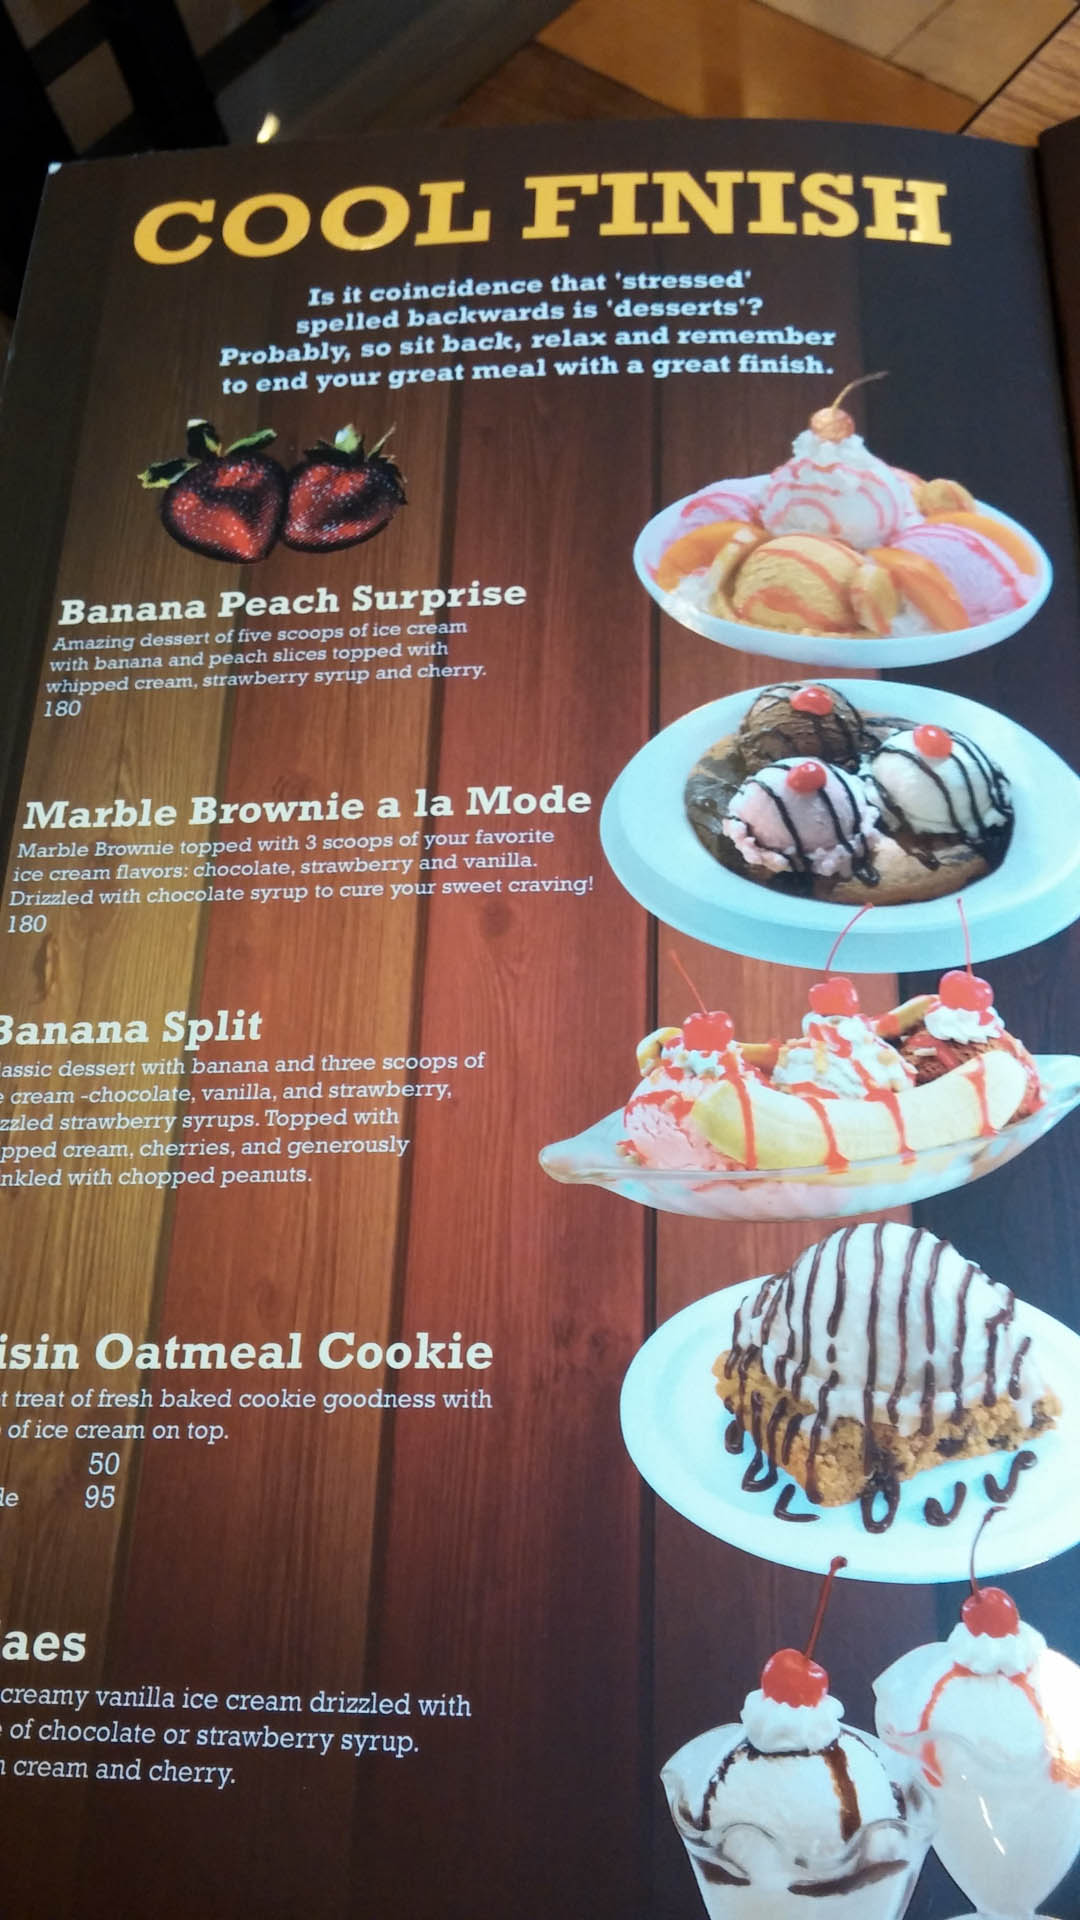 COOL FINISH
Is it coincidence that 'stressed'
spelled backwards is 'desserts'?
Probably, so sit back, relax and remember
to end your great meal with a great finish.
Banana Peach Surprise
Amazing dessert of five scoops of ice cream
with banana and peach slices topped with
whipped cream, strawberry syrup and cherry.
180
Marble Brownie a la Mode
Marble Brownie topped with 3 scoops of your favorite
ice cream flavors: chocolate, strawberry and vanilla.
Drizzled with chocolate syrup to cure your sweet craving!
180
Banana Split
assic dessert with banana and three scoops of
e cream -chocolate, vanilla, and strawberry,
zzled strawberry syrups. Topped with
pped cream, cherries, and generously
nkled with chopped peanuts.
isin Oatmeal Cookie
t treat of fresh baked cookie goodness with
of ice cream on top.
50
le 95
aes
creamy vanilla ice cream drizzled with
e of chocolate or strawberry syrup.
cream and cherry.